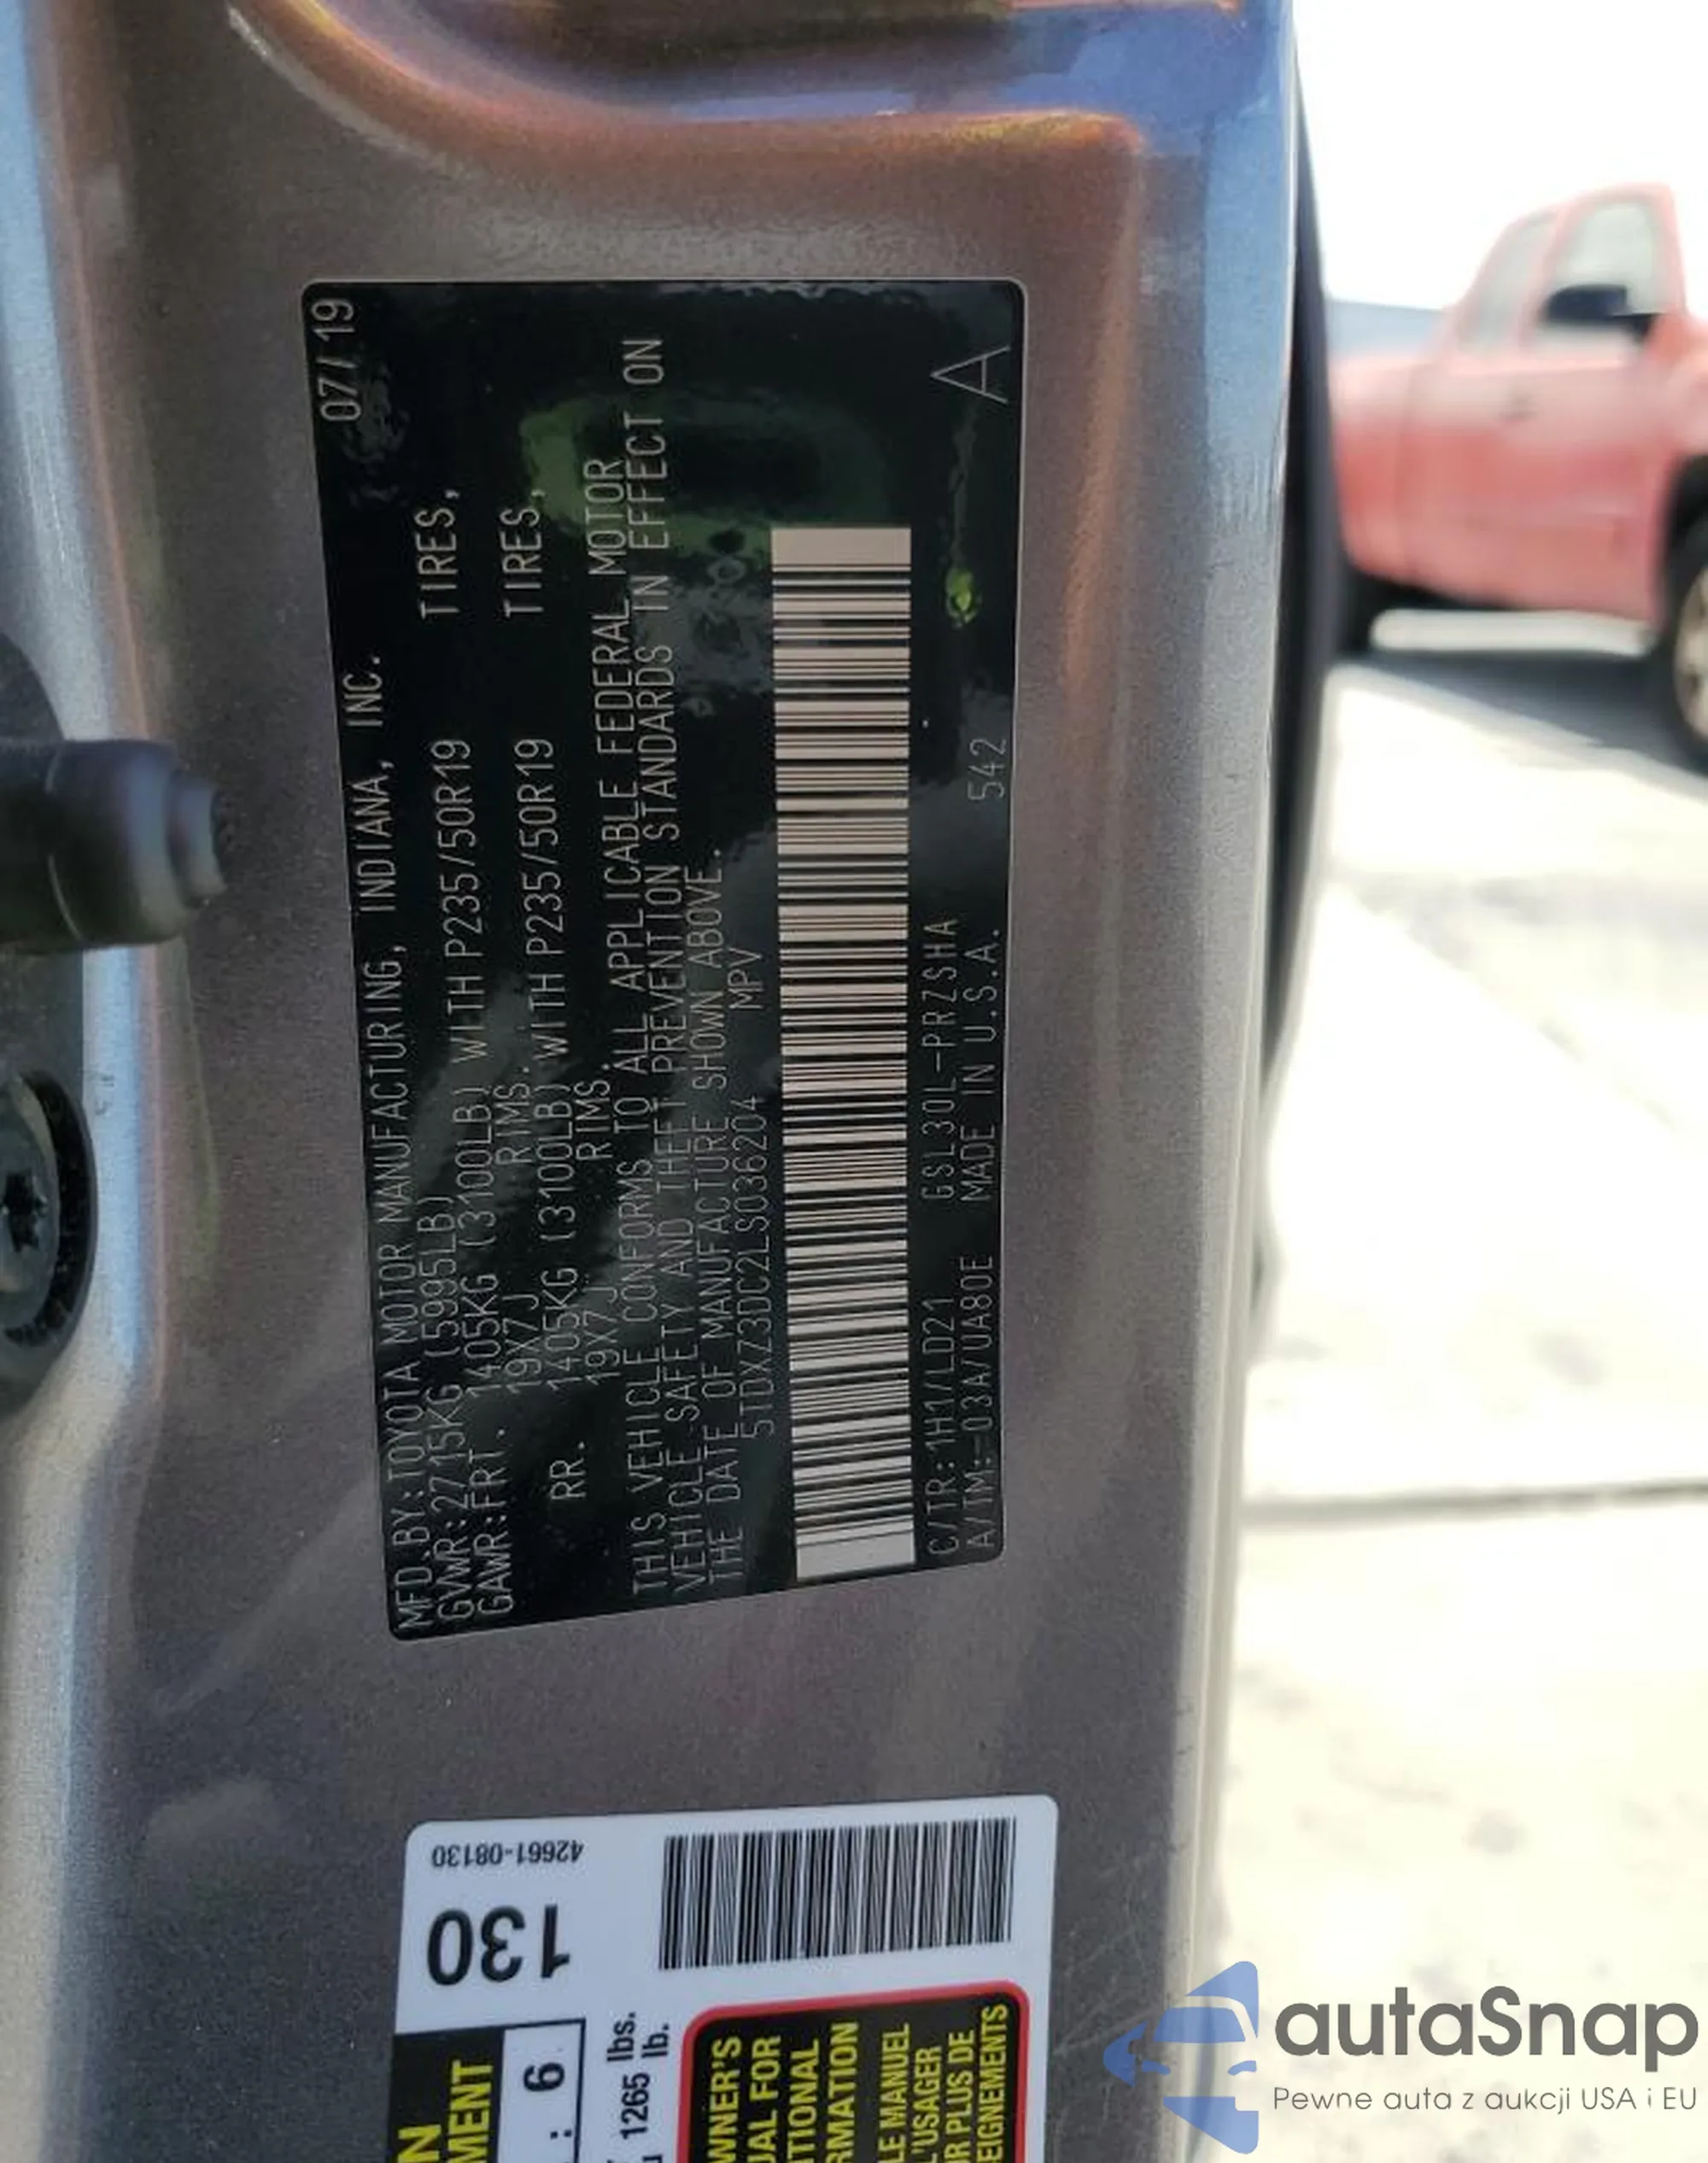 07/19
MFD.BY:TOYOTA MOTOR MANUFACTURING, INDIANA, INC.
GVWR:2715KG (5995LB)
GAWR:FRT. 1405KG (3100LB) WITH P235/50R19 TIRES,
19X7J RIMS.
RR. 1405KG (3100LB) WITH P235/50R19 TIRES,
19X7J RIMS.
THIS VEHICLE CONFORMS TO ALL APPLICABLE FEDERAL MOTOR
VEHICLE SAFETY AND THEFT PREVENTION STANDARDS IN EFFECT ON
THE DATE OF MANUFACTURE SHOWN ABOVE.
5TDXZ3DC2LS036204 MPV
C/TR:1H1/LD21 GSL30L-PRZSHA
A/TM:-03A/UA80E MADE IN U.S.A. 542
A
42661-08130
130
: 6
1265 lbs.
lb.
WNER'S
UAL FOR
ITIONAL
RMATION
LE MANUEL
L'USAGER
IR PLUS DE
EIGNEMENTS
MENT
autaSnap
Pewne auta z aukcji USA i EU